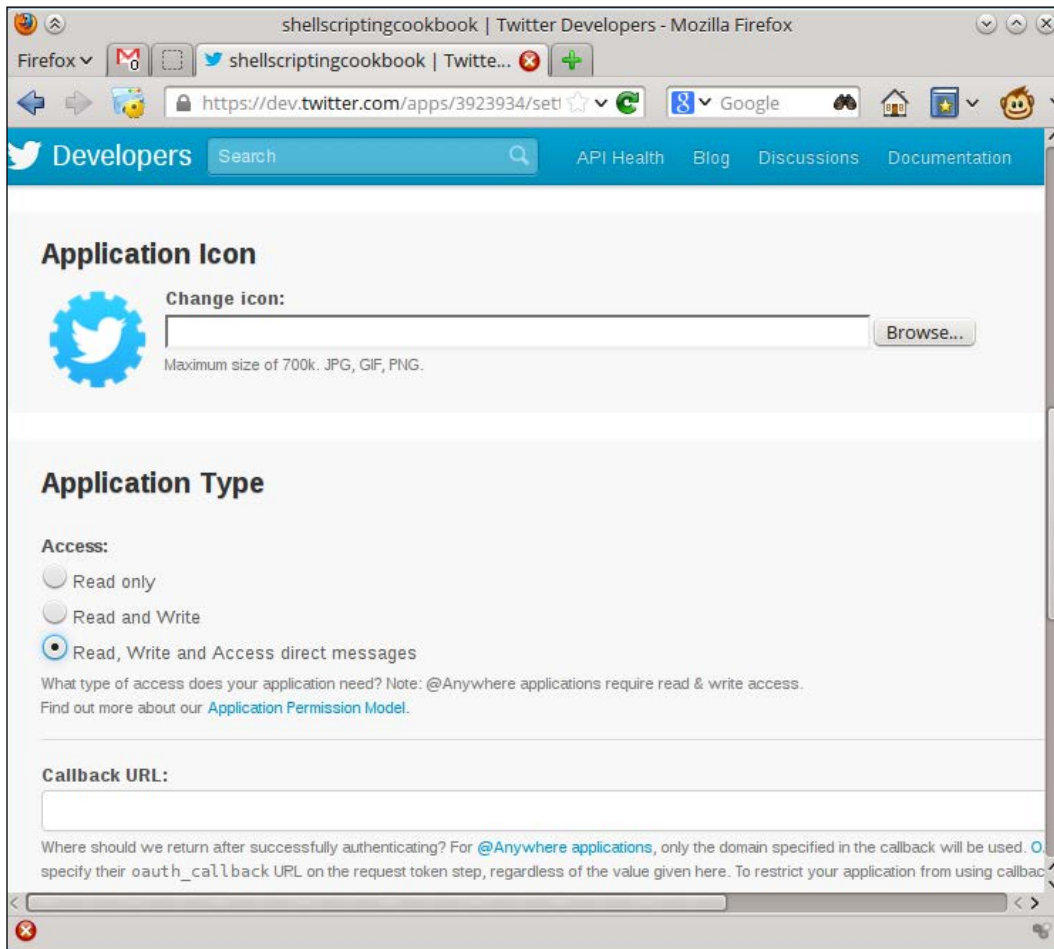 shellscriptingcookbook | Twitter Developers - Mozilla Firefox
Firefox
0
shellscriptingcookbook | Twitte...
https://dev.twitter.com/apps/3923934/set
8 Google
Developers Search API Health Blog Discussions Documentation
Application Icon
Change icon:
Browse...
Maximum size of 700k. JPG, GIF, PNG.
Application Type
Access:
Read only
Read and Write
Read, Write and Access direct messages
What type of access does your application need? Note: @Anywhere applications require read & write access.
Find out more about our Application Permission Model.
Callback URL:
Where should we return after successfully authenticating? For @Anywhere applications, only the domain specified in the callback will be used. O
specify their oauth_callback URL on the request token step, regardless of the value given here. To restrict your application from using callbac